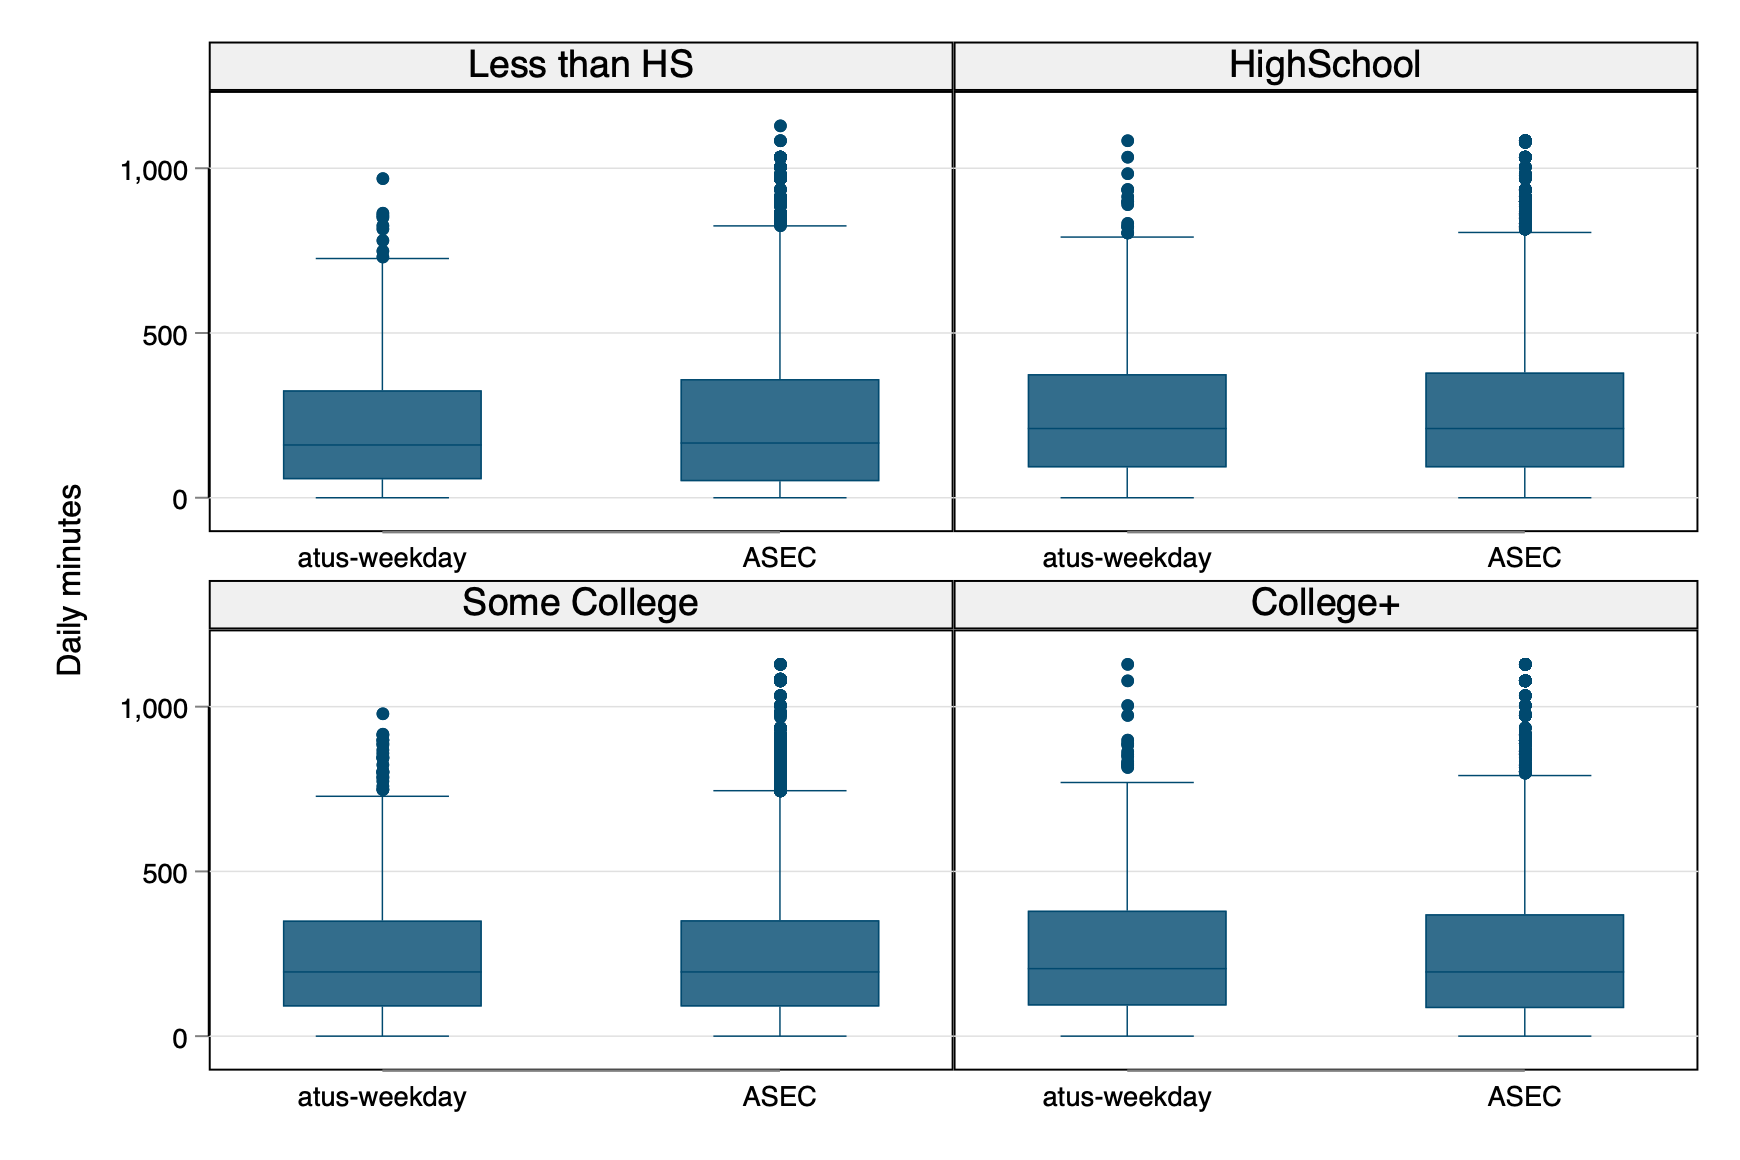 Less than HS
HighSchool
1,000
500
0
atus-weekday
ASEC
atus-weekday
ASEC
Daily minutes
Some College
College+
1,000
500
0
atus-weekday
ASEC
atus-weekday
ASEC